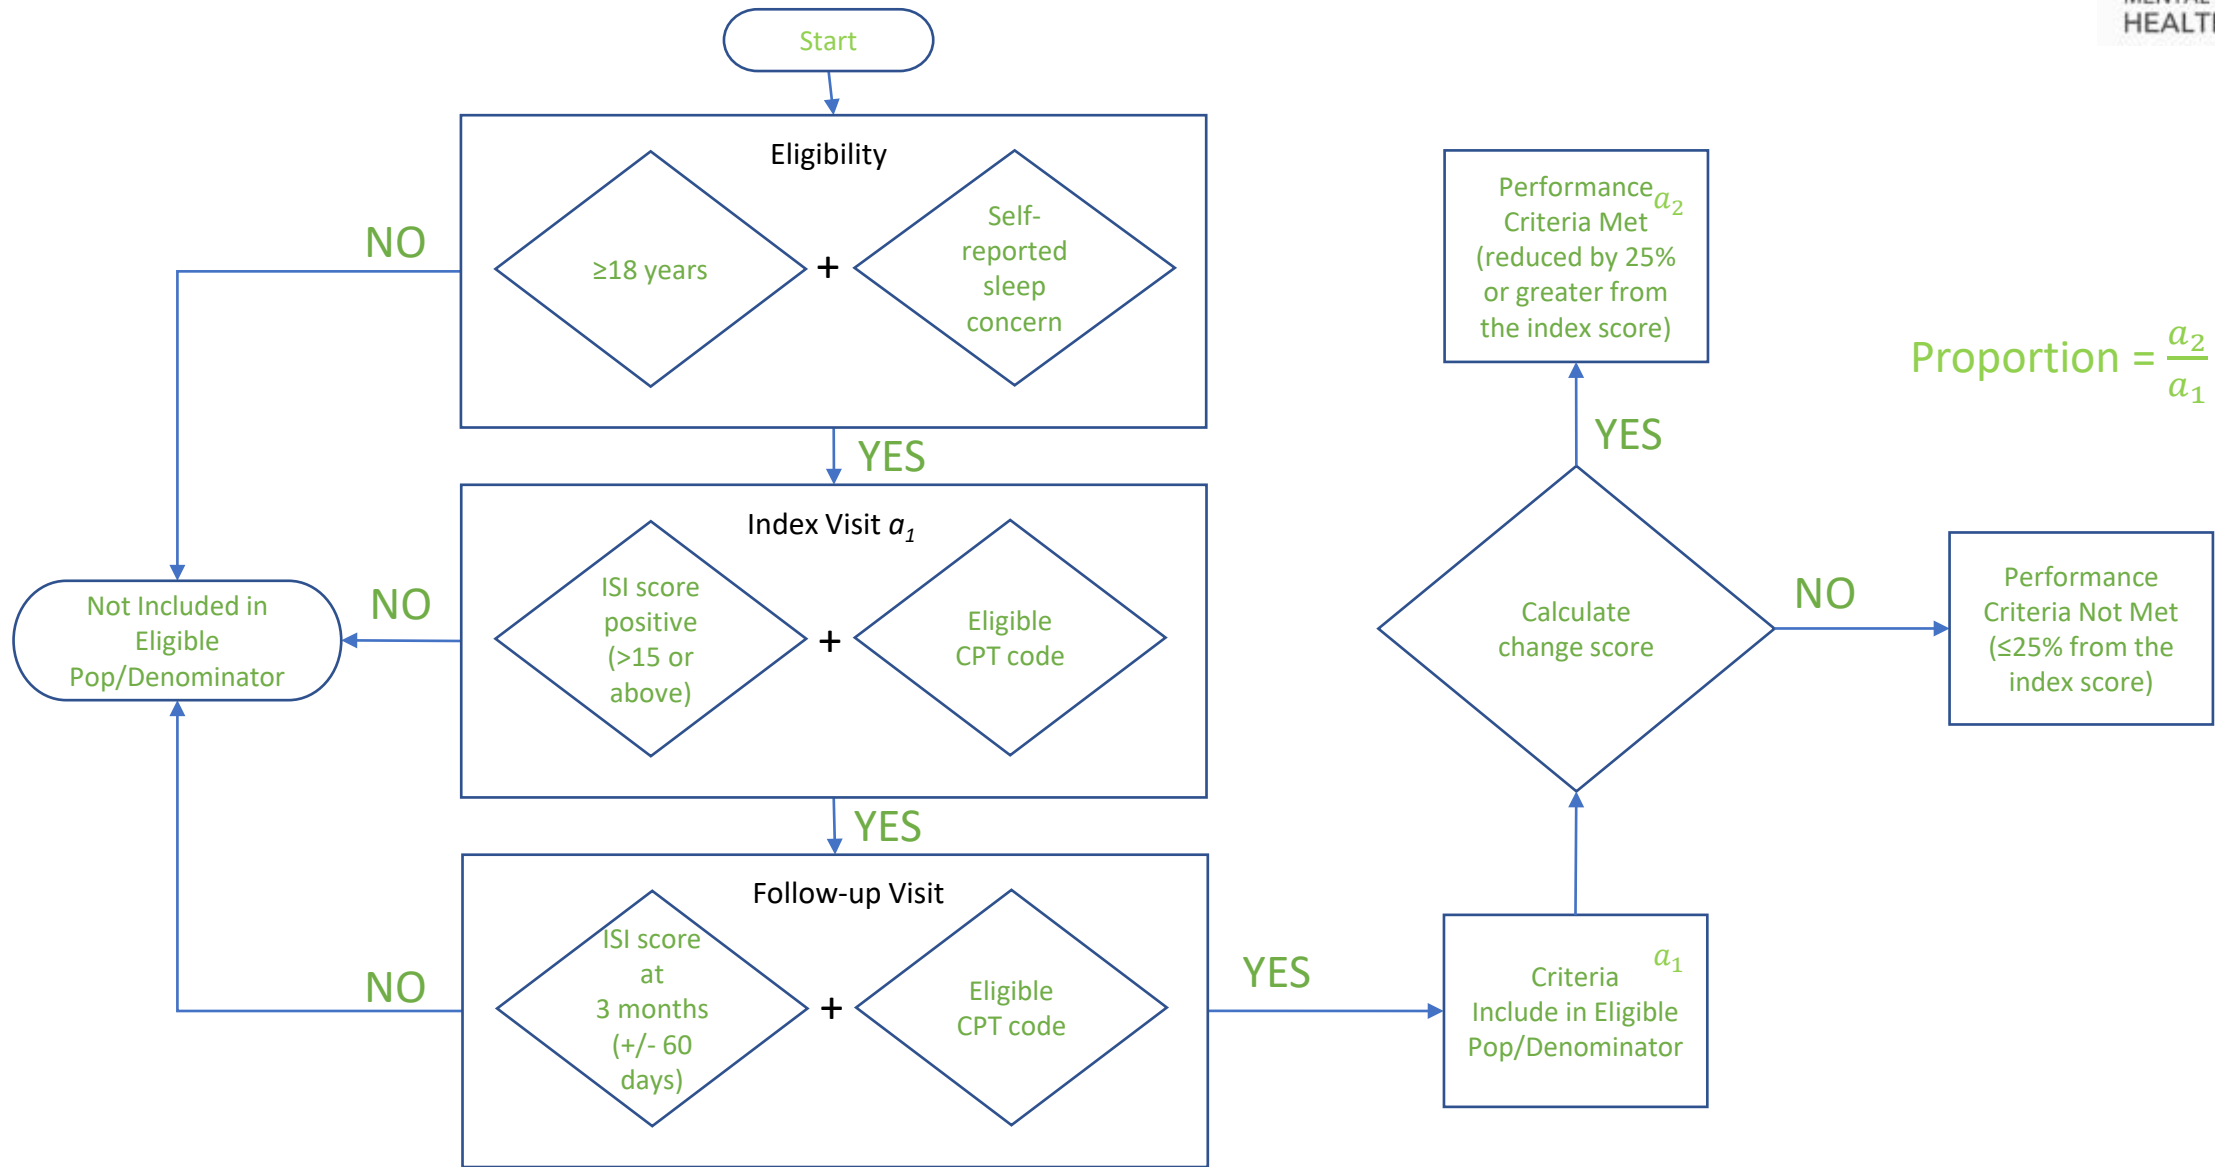 MENTAL
HEALTH
Start
Eligibility
≥18 years
+
Self-
reported
sleep
concern
NO
YES
Index Visit a1
ISI score
positive
(>15 or
above)
+
Eligible
CPT code
NO
Not Included in
Eligible
Pop/Denominator
YES
Follow-up Visit
ISI score
at
3 months
(+/- 60
days)
+
Eligible
CPT code
NO
YES
a1
Criteria
Include in Eligible
Pop/Denominator
Calculate
change score
YES
NO
Performance a2
Criteria Met
(reduced by 25%
or greater from
the index score)
Performance
Criteria Not Met
(≤25% from the
index score)
Proportion = a2/a1